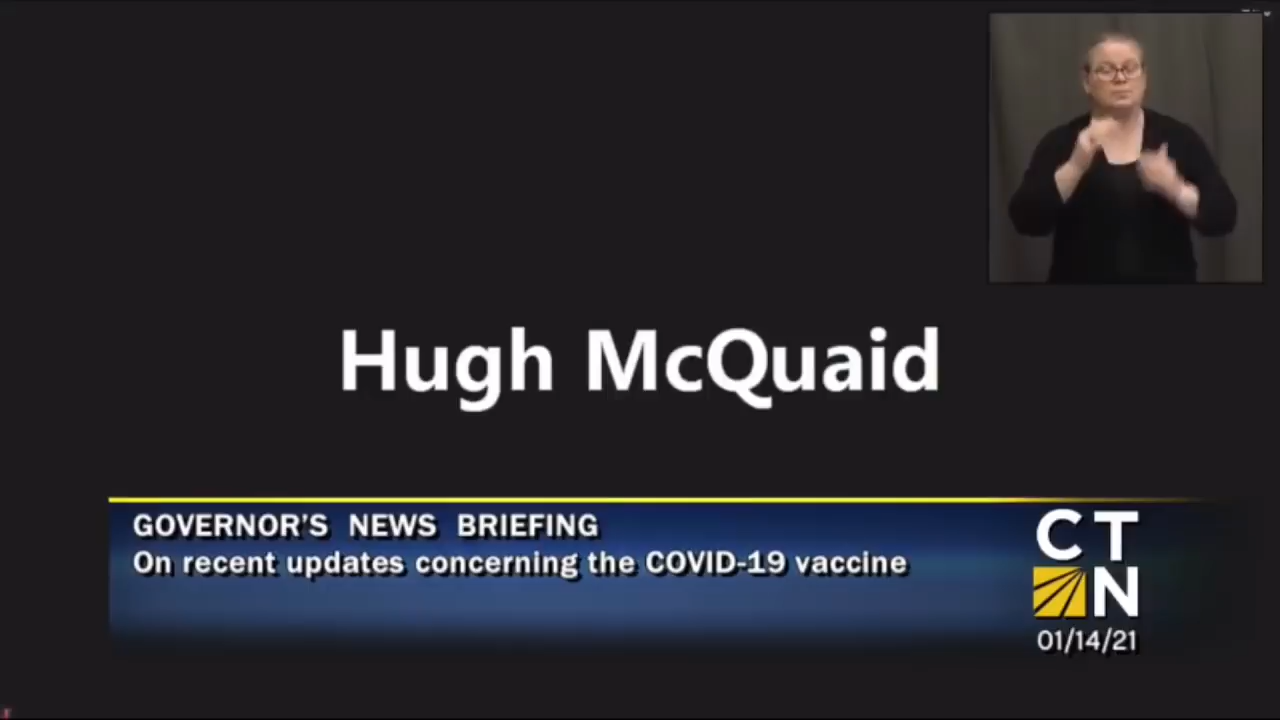 Hugh McQuaid
GOVERNOR'S NEWS BRIEFING
On recent updates concerning the COVID-19 vaccine
CT
N
01/14/21